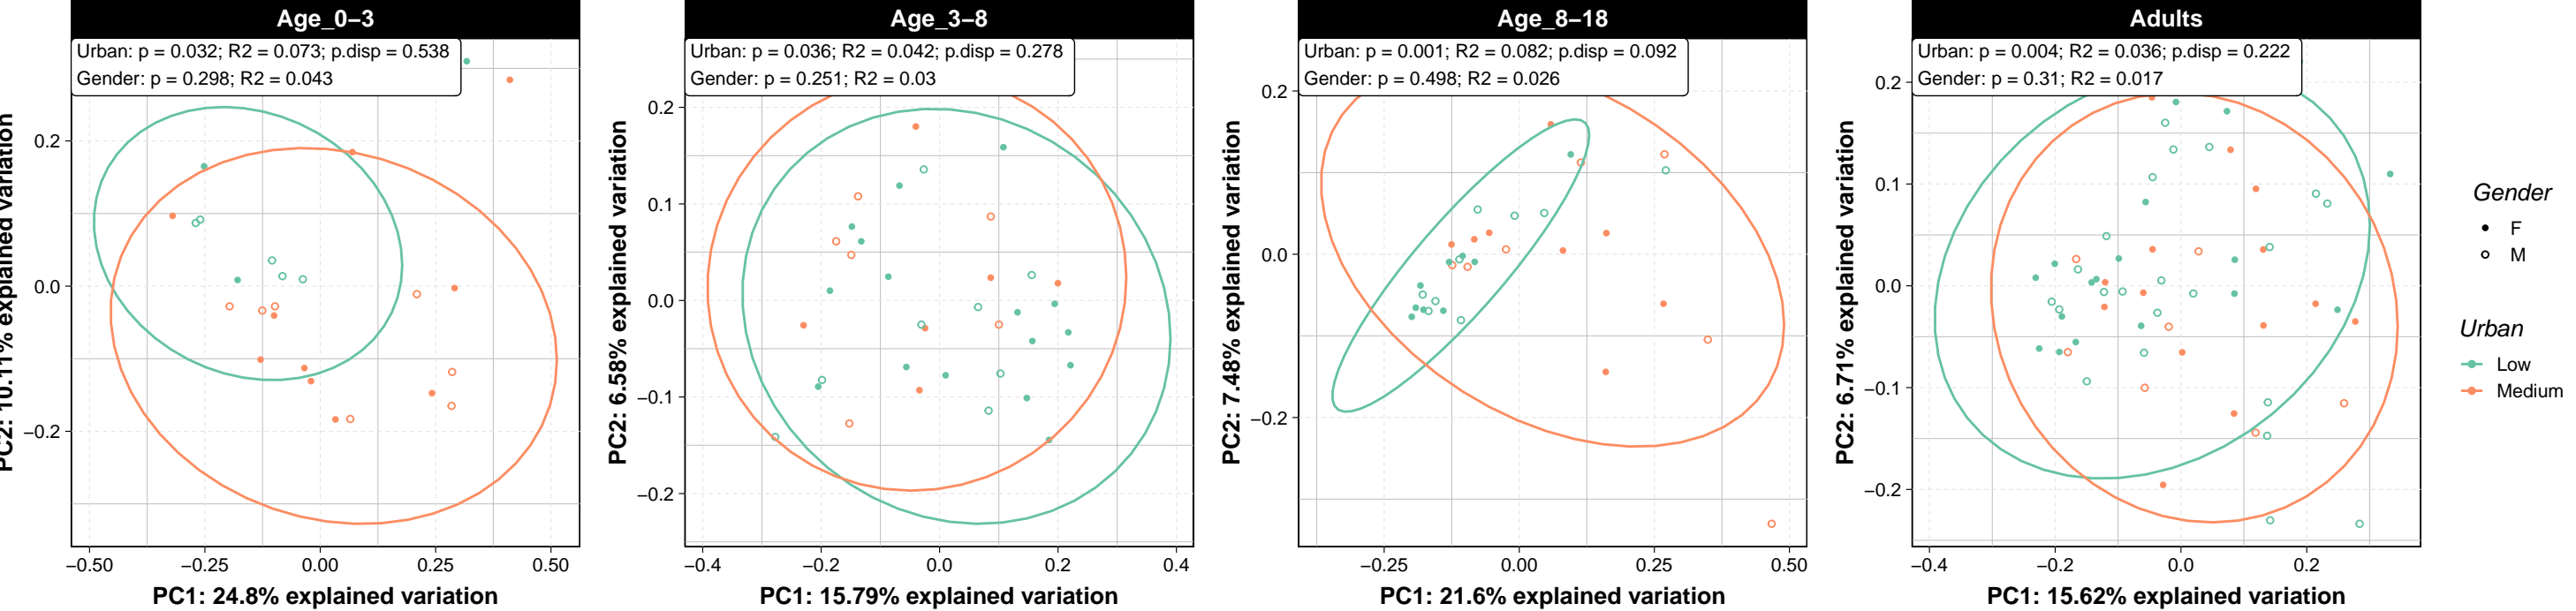 Age_0–3
Urban: p = 0.032; R2 = 0.073; p.disp = 0.538
Gender: p = 0.298; R2 = 0.043
PC2: 10.11% explained variation
0.2
0.0
−0.2
−0.50
−0.25
0.00
0.25
0.50
PC1: 24.8% explained variation
Age_3–8
Urban: p = 0.036; R2 = 0.042; p.disp = 0.278
Gender: p = 0.251; R2 = 0.03
PC2: 6.58% explained variation
0.2
0.1
0.0
−0.1
−0.2
−0.4
−0.2
0.0
0.2
0.4
PC1: 15.79% explained variation
Age_8–18
Urban: p = 0.001; R2 = 0.082; p.disp = 0.092
Gender: p = 0.498; R2 = 0.026
PC2: 7.48% explained variation
0.2
0.0
−0.2
−0.25
0.00
0.25
0.50
PC1: 21.6% explained variation
Adults
Urban: p = 0.004; R2 = 0.036; p.disp = 0.222
Gender: p = 0.31; R2 = 0.017
PC2: 6.71% explained variation
0.2
0.1
0.0
−0.1
−0.2
−0.4
−0.2
0.0
0.2
PC1: 15.62% explained variation
Gender
F
M
Urban
Low
Medium